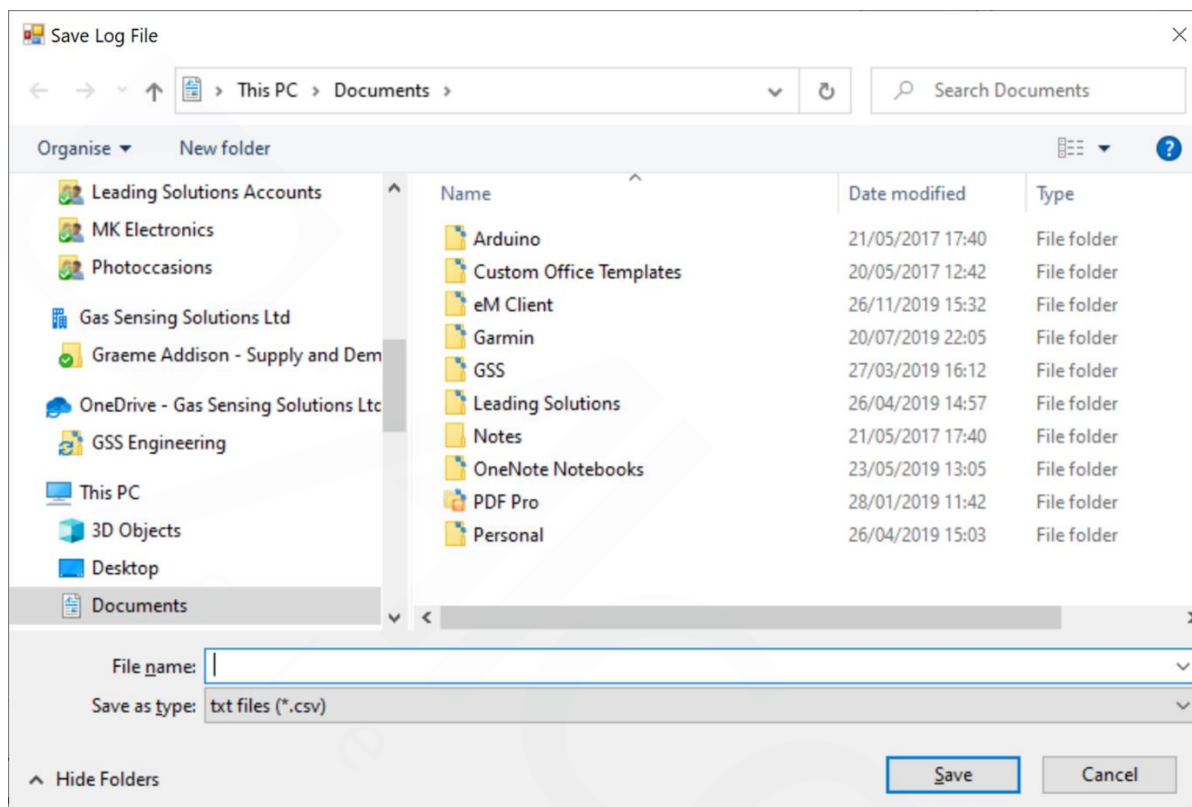 Save Log File
This PC > Documents >
Search Documents
Organise
New folder
Leading Solutions Accounts
MK Electronics
Photoccasions
Gas Sensing Solutions Ltd
Graeme Addison - Supply and Dem
OneDrive - Gas Sensing Solutions Ltd
GSS Engineering
This PC
3D Objects
Desktop
Documents
Name Date modified Type
Arduino 21/05/2017 17:40 File folder
Custom Office Templates 20/05/2017 12:42 File folder
eM Client 26/11/2019 15:32 File folder
Garmin 20/07/2019 22:05 File folder
GSS 27/03/2019 16:12 File folder
Leading Solutions 26/04/2019 14:57 File folder
Notes 21/05/2017 17:40 File folder
OneNote Notebooks 23/05/2019 13:05 File folder
PDF Pro 28/01/2019 11:42 File folder
Personal 26/04/2019 15:03 File folder
File name:
Save as type: txt files (*.csv)
Hide Folders
Save
Cancel